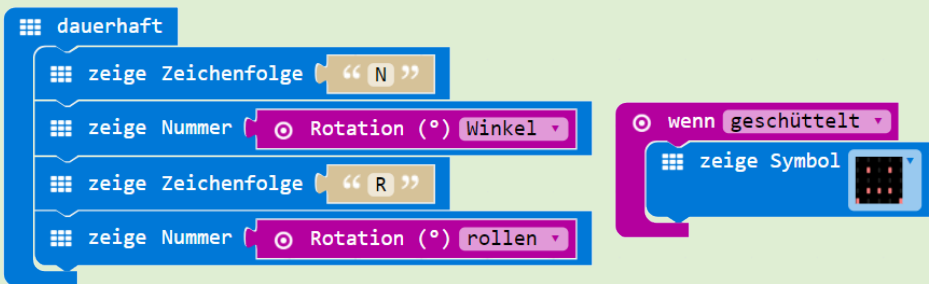 dauerhaft
zeige Zeichenfolge “ N ”
zeige Nummer Rotation (°) Winkel
zeige Zeichenfolge “ R ”
zeige Nummer Rotation (°) rollen
wenn geschüttelt
zeige Symbol